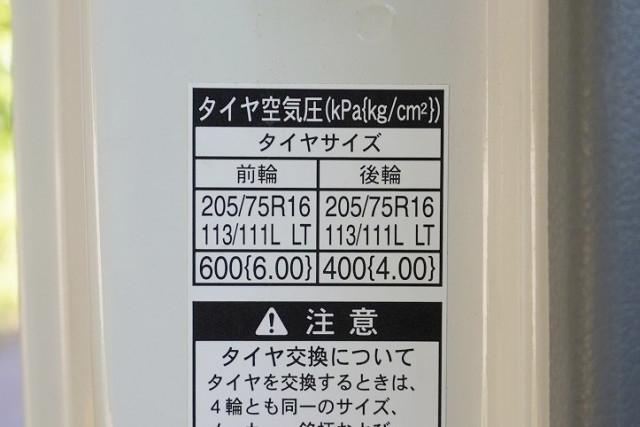 タイヤ空気圧(kPa{kg/cm²})
タイヤサイズ
前輪 後輪
205/75R16 205/75R16
113/111L LT 113/111L LT
600{6.00} 400{4.00}
注意
タイヤ交換について
タイヤを交換するときは、
4輪とも同一のサイズ、